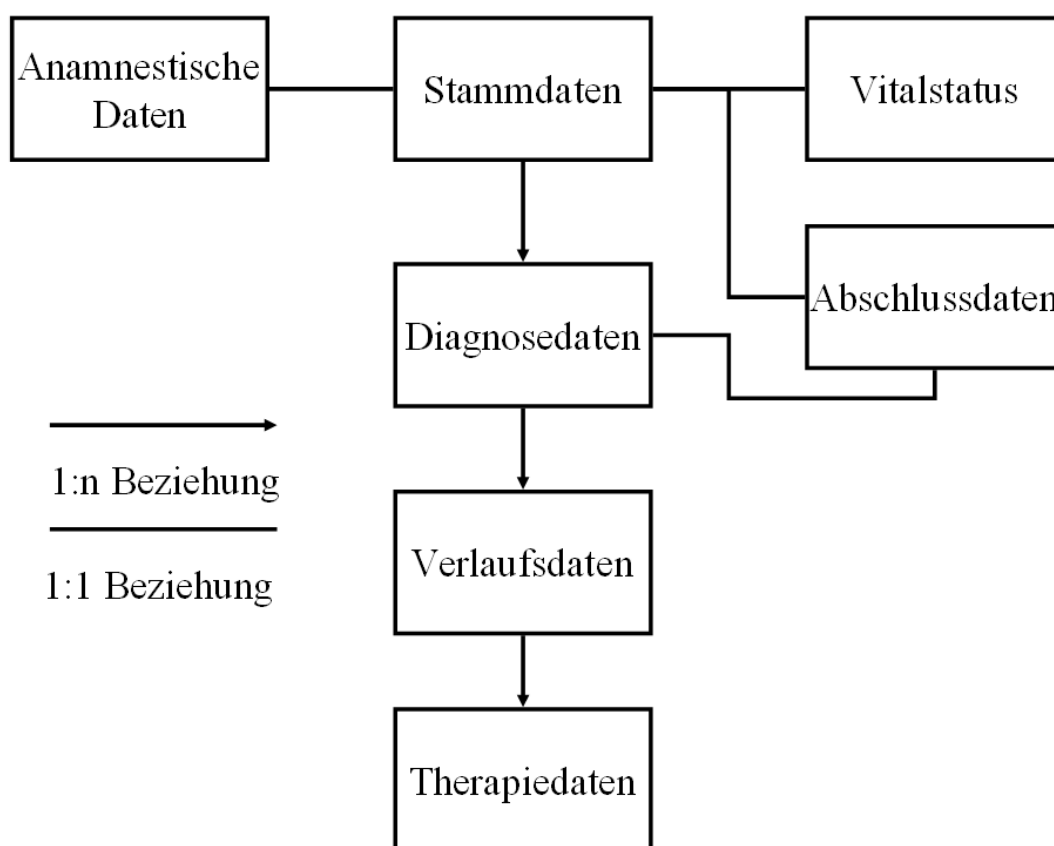 Anamnestische
Daten
Stammdaten
Vitalstatus
Abschlussdaten
Diagnosedaten
1:n Beziehung
Verlaufsdaten
1:1 Beziehung
Therapiedaten